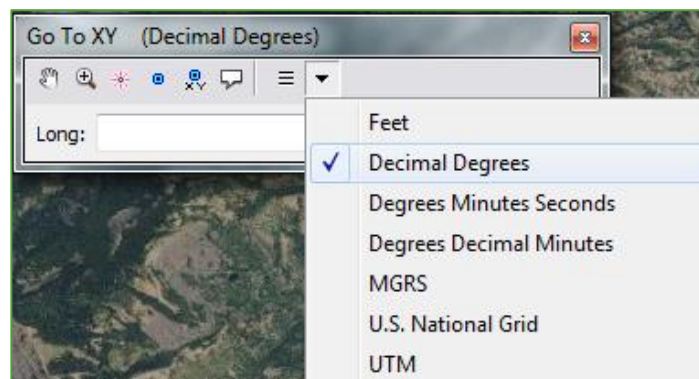 Go To XY (Decimal Degrees)
XY
Long:
Feet
Decimal Degrees
Degrees Minutes Seconds
Degrees Decimal Minutes
MGRS
U.S. National Grid
UTM